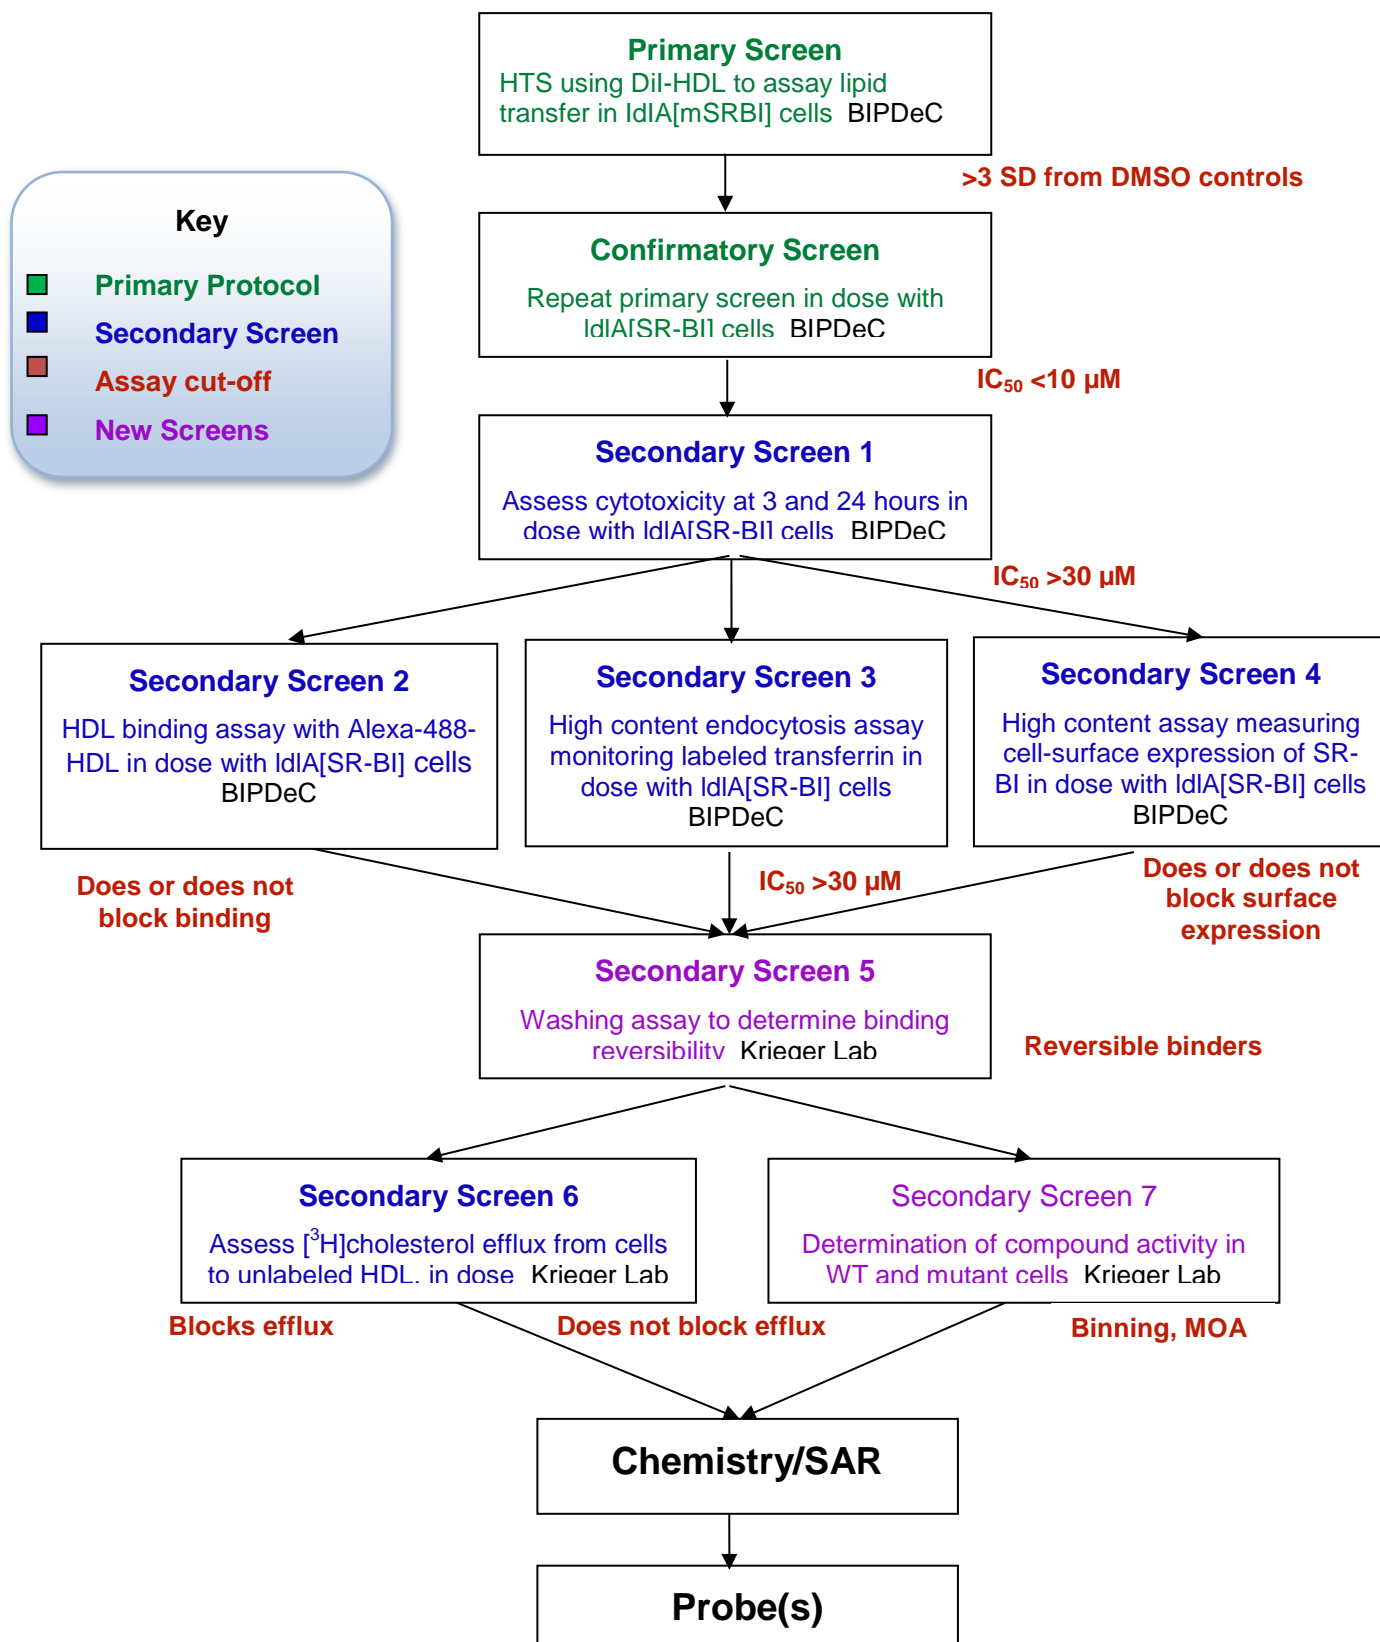 Primary Screen
HTS using DiI-HDL to assay lipid
transfer in ldlA[mSRBI] cells BIPDeC
>3 SD from DMSO controls
Key
Primary Protocol
Secondary Screen
Assay cut-off
New Screens
Confirmatory Screen
Repeat primary screen in dose with
ldlA[SR-BI] cells BIPDeC
IC₅₀ <10 µM
Secondary Screen 1
Assess cytotoxicity at 3 and 24 hours in
dose with ldlA[SR-BI] cells BIPDeC
IC₅₀ >30 µM
Secondary Screen 2
HDL binding assay with Alexa-488-
HDL in dose with ldlA[SR-BI] cells
BIPDeC
Secondary Screen 3
High content endocytosis assay
monitoring labeled transferrin in
dose with ldlA[SR-BI] cells
BIPDeC
Secondary Screen 4
High content assay measuring
cell-surface expression of SR-
BI in dose with ldlA[SR-BI] cells
BIPDeC
Does or does not
block binding
IC₅₀ >30 µM
Does or does not
block surface
expression
Secondary Screen 5
Washing assay to determine binding
reversibility Krieger Lab
Reversible binders
Secondary Screen 6
Assess [³H]cholesterol efflux from cells
to unlabeled HDL, in dose Krieger Lab
Secondary Screen 7
Determination of compound activity in
WT and mutant cells Krieger Lab
Blocks efflux
Does not block efflux
Binning, MOA
Chemistry/SAR
Probe(s)